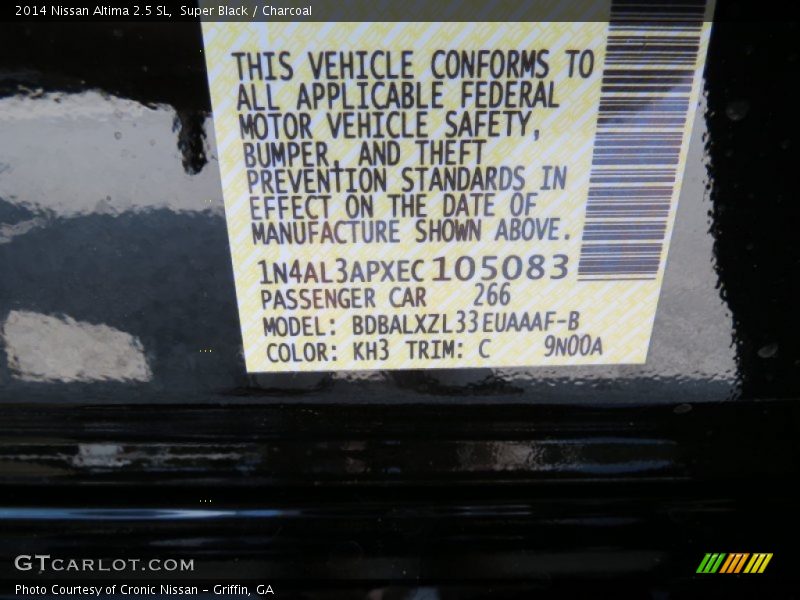 2014 Nissan Altima 2.5 SL,  Super Black / Charcoal
THIS VEHICLE CONFORMS TO
ALL APPLICABLE FEDERAL
MOTOR VEHICLE SAFETY,
BUMPER, AND THEFT
PREVENTION STANDARDS IN
EFFECT ON THE DATE OF
MANUFACTURE SHOWN ABOVE.
1N4AL3APXEC105083
PASSENGER CAR 266
MODEL: BDBALXZL33EUAAAF-B
COLOR: KH3 TRIM: C 9N00A
GTCARLOT.COM
Photo Courtesy of Cronic Nissan - Griffin, GA